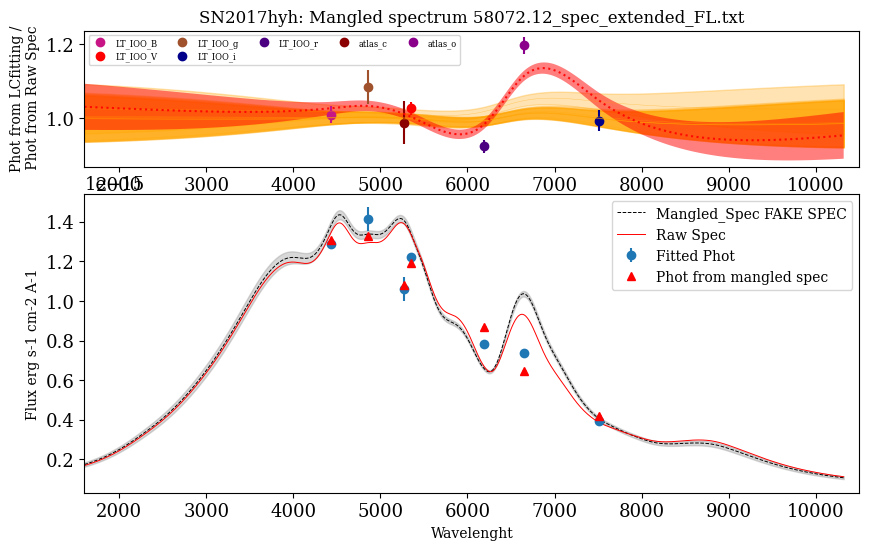 SN2017hyh: Mangled spectrum 58072.12_spec_extended_FL.txt
Phot from LCfitting /
Phot from Raw Spec
LT_IOO_B LT_IOO_g LT_IOO_r atlas_c atlas_o
LT_IOO_V LT_IOO_i
1.2
1.0
2000 3000 4000 5000 6000 7000 8000 9000 10000
1e−15
Flux erg s-1 cm-2 A-1
1.4
1.2
1.0
0.8
0.6
0.4
0.2
Mangled_Spec FAKE SPEC
Raw Spec
Fitted Phot
Phot from mangled spec
2000 3000 4000 5000 6000 7000 8000 9000 10000
Wavelenght